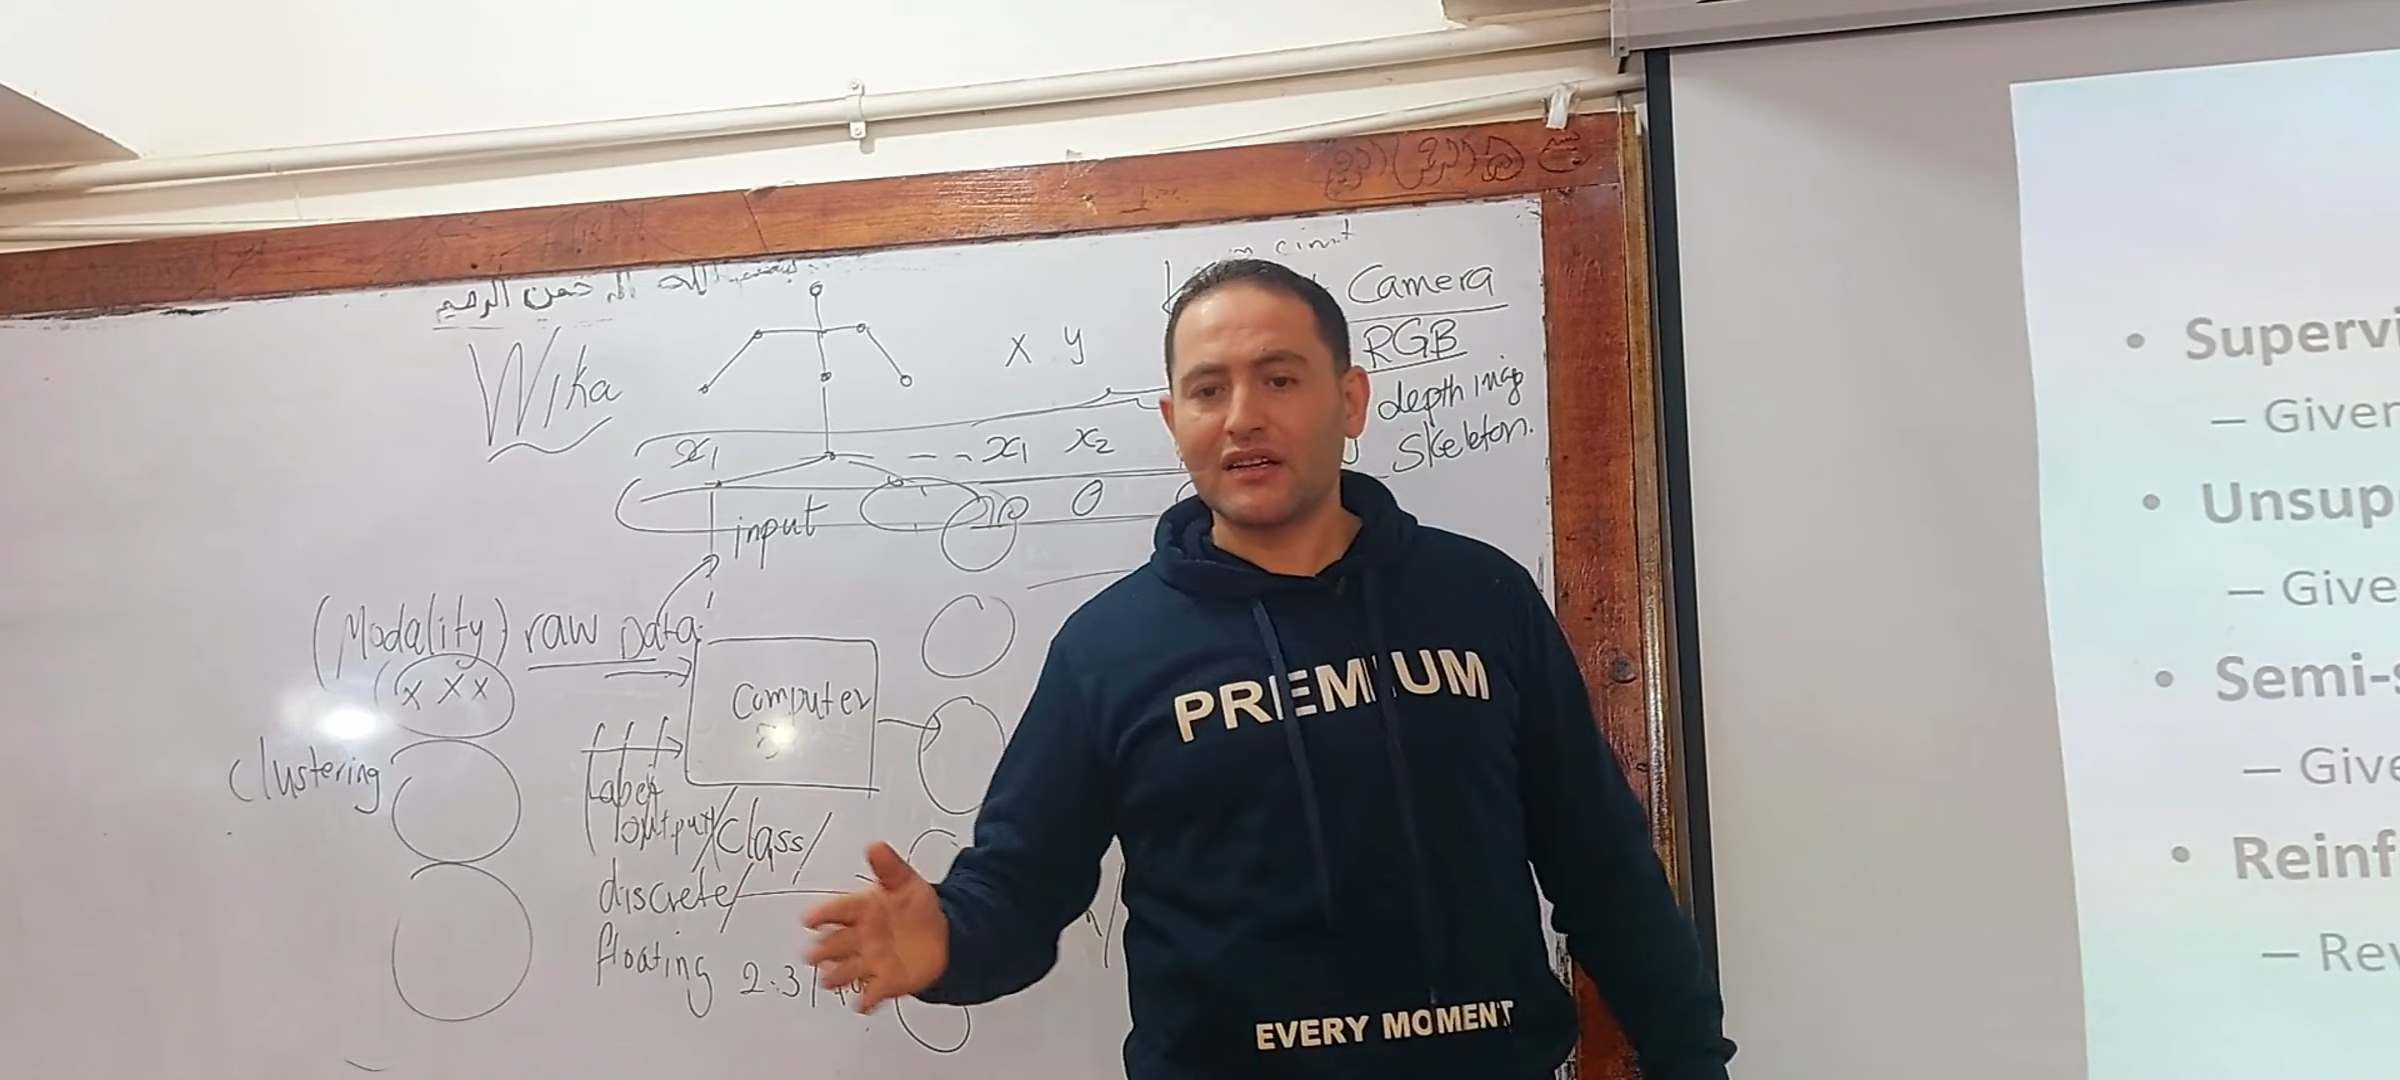 بسم الله الرحمن الرحيم
Wika
X y
Camera
RGB
depth
Skeleton.
x1 - - - x1 x2
input
θ
(Modality) raw Data
x x x
Computer
Clustering
label
output/class/
discrete/
floating 2.3/
PREMIUM
EVERY MOMENT
• Supervi
– Given
• Unsup
– Give
• Semi-s
– Give
• Reinf
– Rev